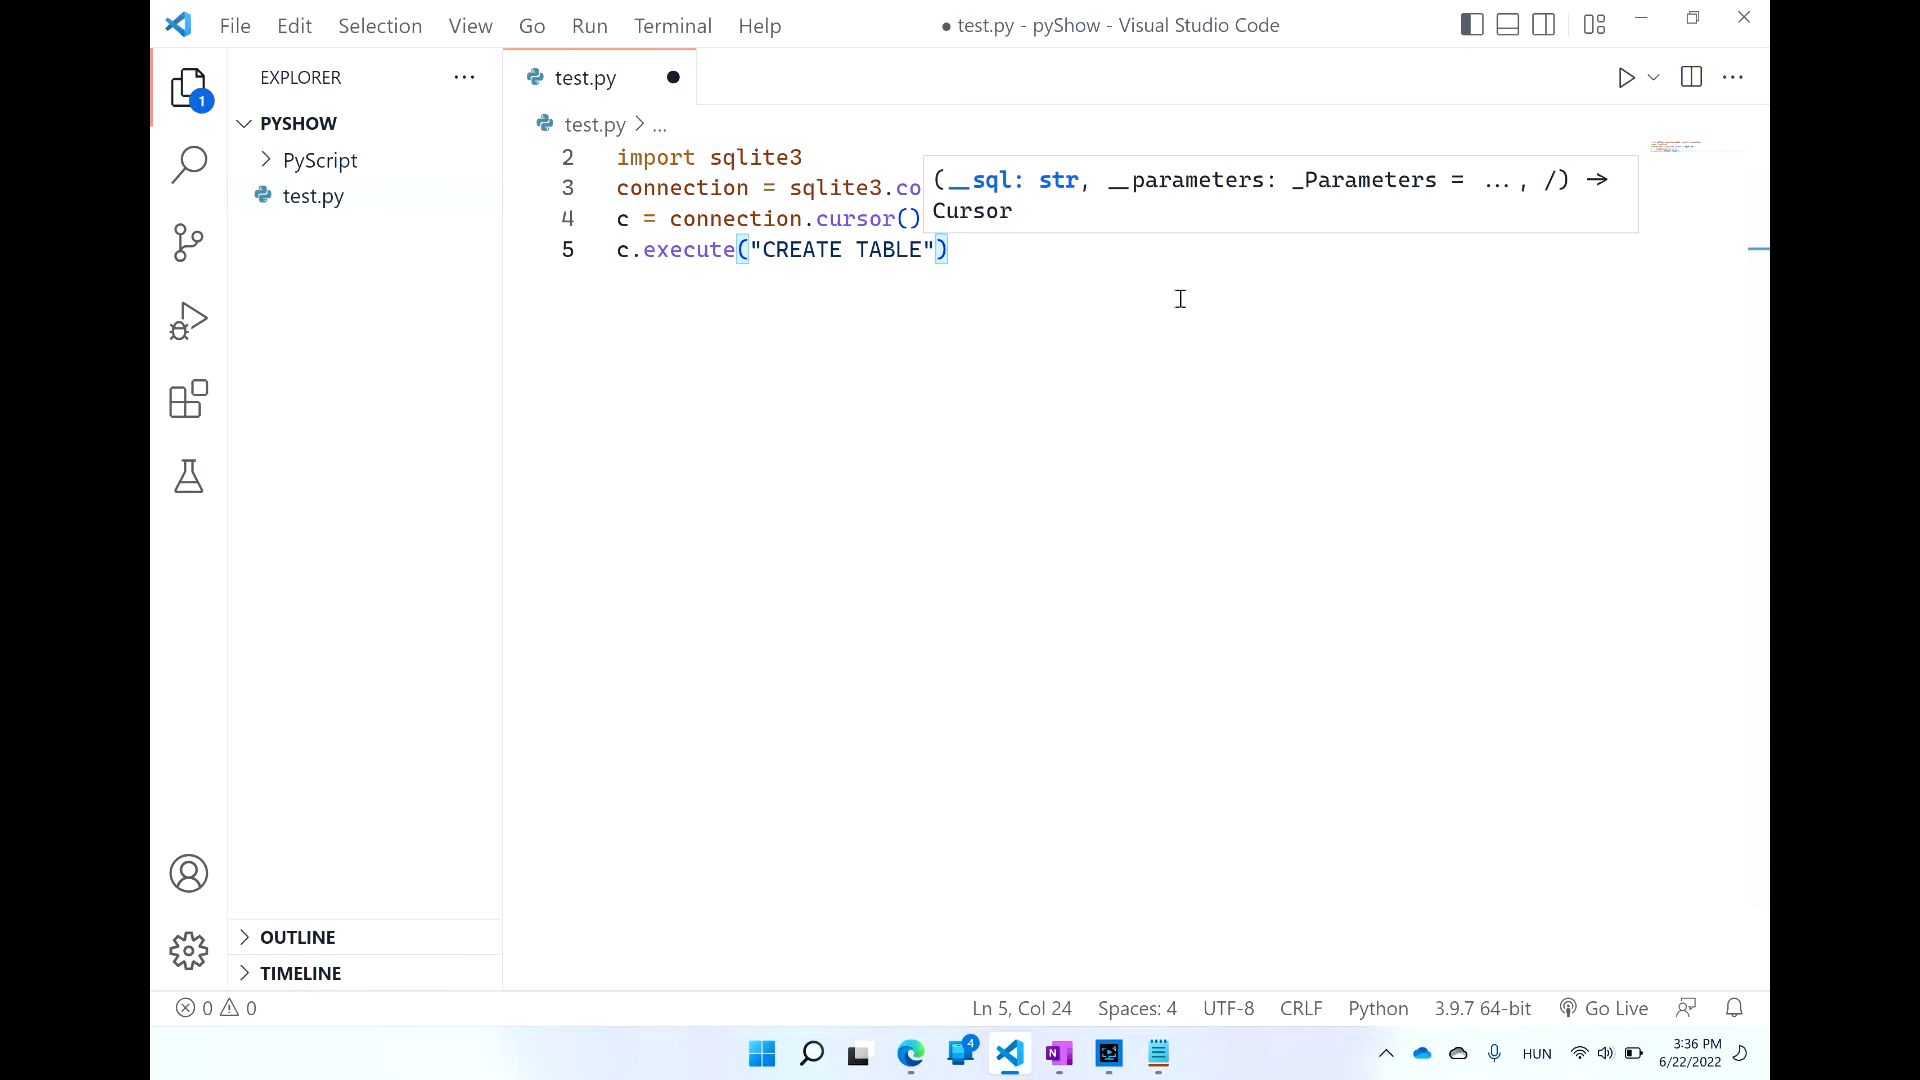 File Edit Selection View Go Run Terminal Help
● test.py - pyShow - Visual Studio Code
EXPLORER
1
PYSHOW
PyScript
test.py
test.py
test.py > ...
2 import sqlite3
3 connection = sqlite3.co
4 c = connection.cursor()
5 c.execute("CREATE TABLE")
(__sql: str, __parameters: _Parameters = ..., /) →
Cursor
OUTLINE
TIMELINE
0 0
Ln 5, Col 24 Spaces: 4 UTF-8 CRLF Python 3.9.7 64-bit Go Live
4
N
HUN
3:36 PM
6/22/2022